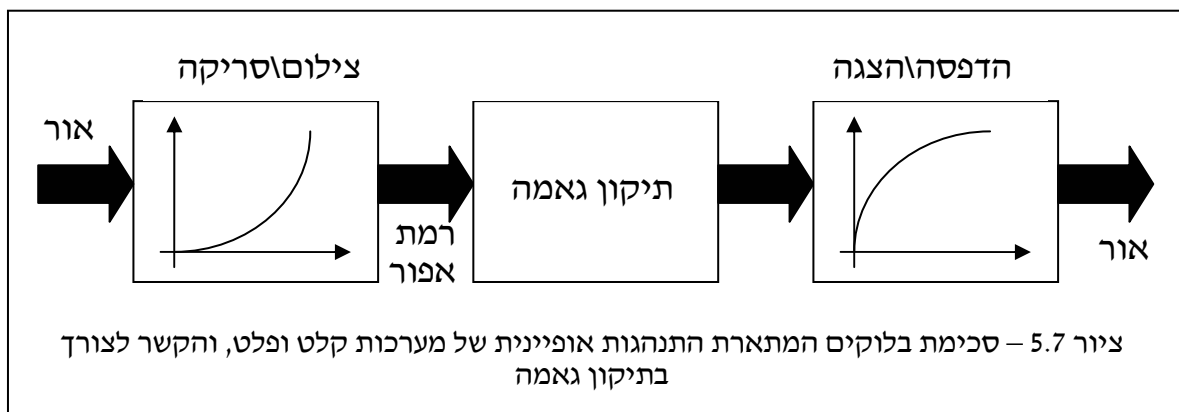 צילום\סריקה
הדפסה\הצגה
אור
תיקון גאמה
רמת
אפור
אור
ציור 5.7 – סכימת בלוקים המתארת התנהגות אופיינית של מערכות קלט ופלט, והקשר לצורך
בתיקון גאמה